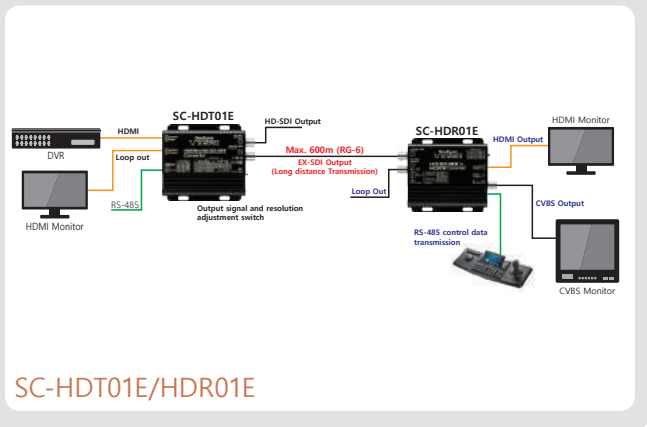 SC-HDT01E
HDMI
HD-SDI Output
DVR
Loop out
HDMI Monitor
RS-485
Output signal and resolution
adjustment switch
Max. 600m (RG-6)
EX-SDI Output
(Long distance Transmission)
SC-HDR01E
Loop Out
HDMI Monitor
HDMI Output
CVBS Output
RS-485 control data
transmission
CVBS Monitor
SC-HDT01E/HDR01E